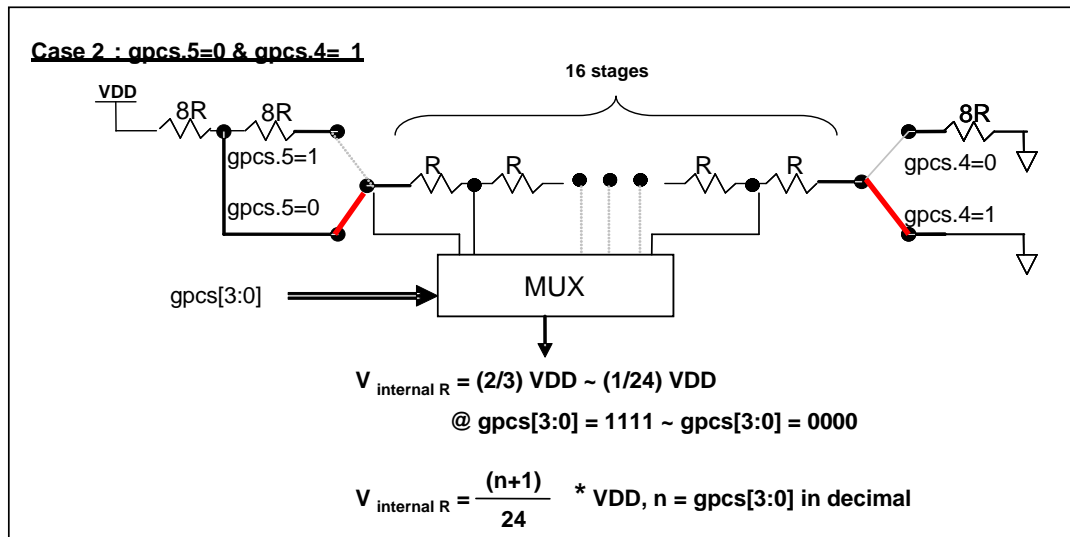 Case 2 : gpcs.5=0 & gpcs.4= 1
16 stages
VDD
8R
8R
8R
gpcs.5=1
gpcs.4=0
R
R
R
R
gpcs.5=0
gpcs.4=1
MUX
gpcs[3:0]
V internal R = (2/3) VDD ~ (1/24) VDD
@ gpcs[3:0] = 1111 ~ gpcs[3:0] = 0000
V internal R = (n+1) / 24 * VDD, n = gpcs[3:0] in decimal